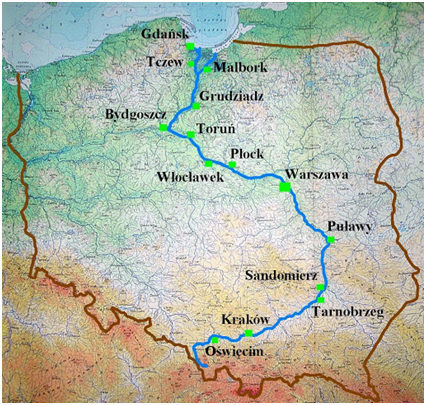 Gdańsk
Tczew
Malbork
Grudziądz
Bydgoszcz
Toruń
Płock
Włocławek
Warszawa
Puławy
Sandomierz
Tarnobrzeg
Kraków
Oświęcim